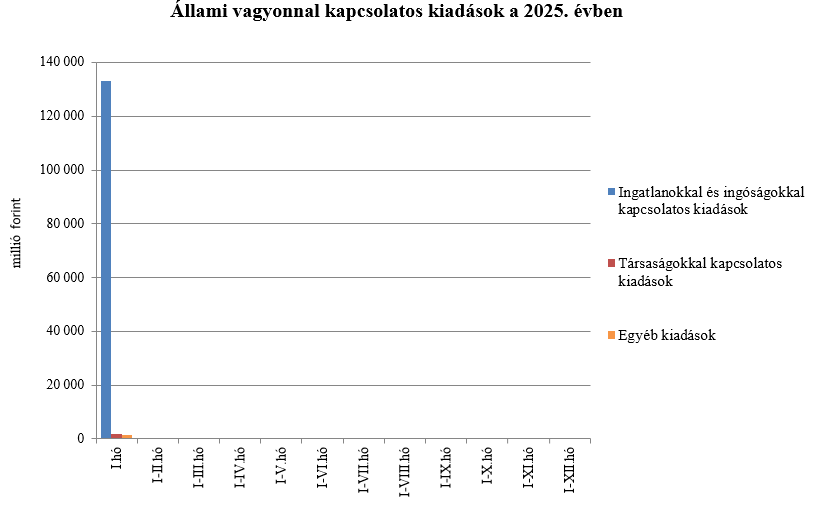 Állami vagyonnal kapcsolatos kiadások a 2025. évben
140 000
120 000
100 000
80 000
60 000
40 000
20 000
0
millió forint
I.hó
I-II.hó
I-III.hó
I-IV.hó
I-V.hó
I-VI.hó
I-VII.hó
I-VIII.hó
I-IX.hó
I-X.hó
I-XI.hó
I-XII.hó
Ingatlanokkal és ingóságokkal
kapcsolatos kiadások
Társaságokkal kapcsolatos
kiadások
Egyéb kiadások